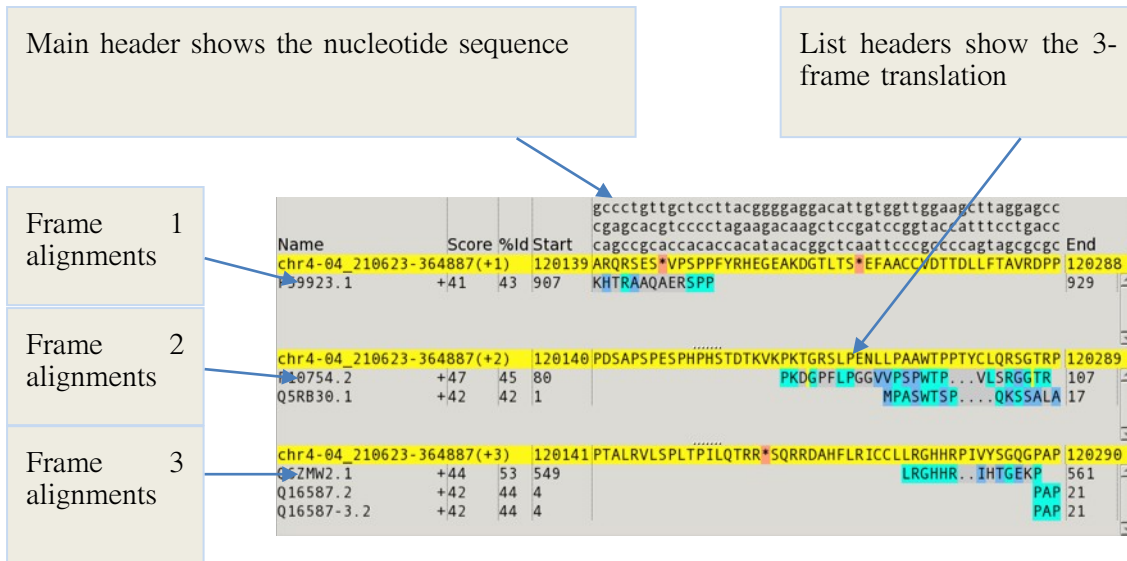 Main header shows the nucleotide sequence
List headers show the 3-
frame translation
Frame 1
alignments
Frame 2
alignments
Frame 3
alignments
gccctgttgctccttacggggaggacattgtggttggaagcttaggagcc
cgagcacgtcccctagaagacaagctccgatccggtaccatttcctgacc
Name Score %Id Start cagccgcaccacaccacatacacggctcaattcccgccccagtagcgcgc End
chr4-04_210623-364887(+1) 120139 ARQRSES*VPSPPFYRHEGEAKDGTLTS*EFAACCVDTTDLLFTAVRDPP 120288
+41 43 907 KHTRAAQAERSPP 929
chr4-04_210623-364887(+2) 120140 PDSAPSPESPHPHSTDTKVKPKTGRSLPENLLPAAWTPPTYCLQRSGTRP 120289
+47 45 80 PKDGPFLPGGVVPSPWTP...VLSRGGTR 107
Q5RB30.1 +42 42 1 MPASWTSP....QKSSALA 17
chr4-04_210623-364887(+3) 120141 PTALRVLSPLTPILQTRR*SQRRDAHFLRICCLLRGHHRPIVYSGQGPAP 120290
+44 53 549 LRGHHR..IHTGEKP 561
Q16587.2 +42 44 4 PAP 21
Q16587-3.2 +42 44 4 PAP 21